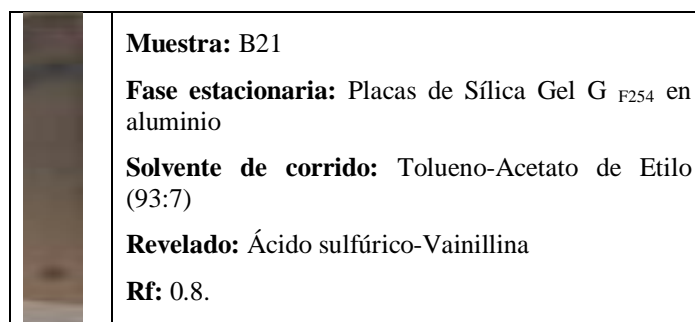 Muestra: B21
Fase estacionaria: Placas de Sílica Gel G F254 en
aluminio
Solvente de corrido: Tolueno-Acetato de Etilo
(93:7)
Revelado: Ácido sulfúrico-Vainillina
Rf: 0.8.